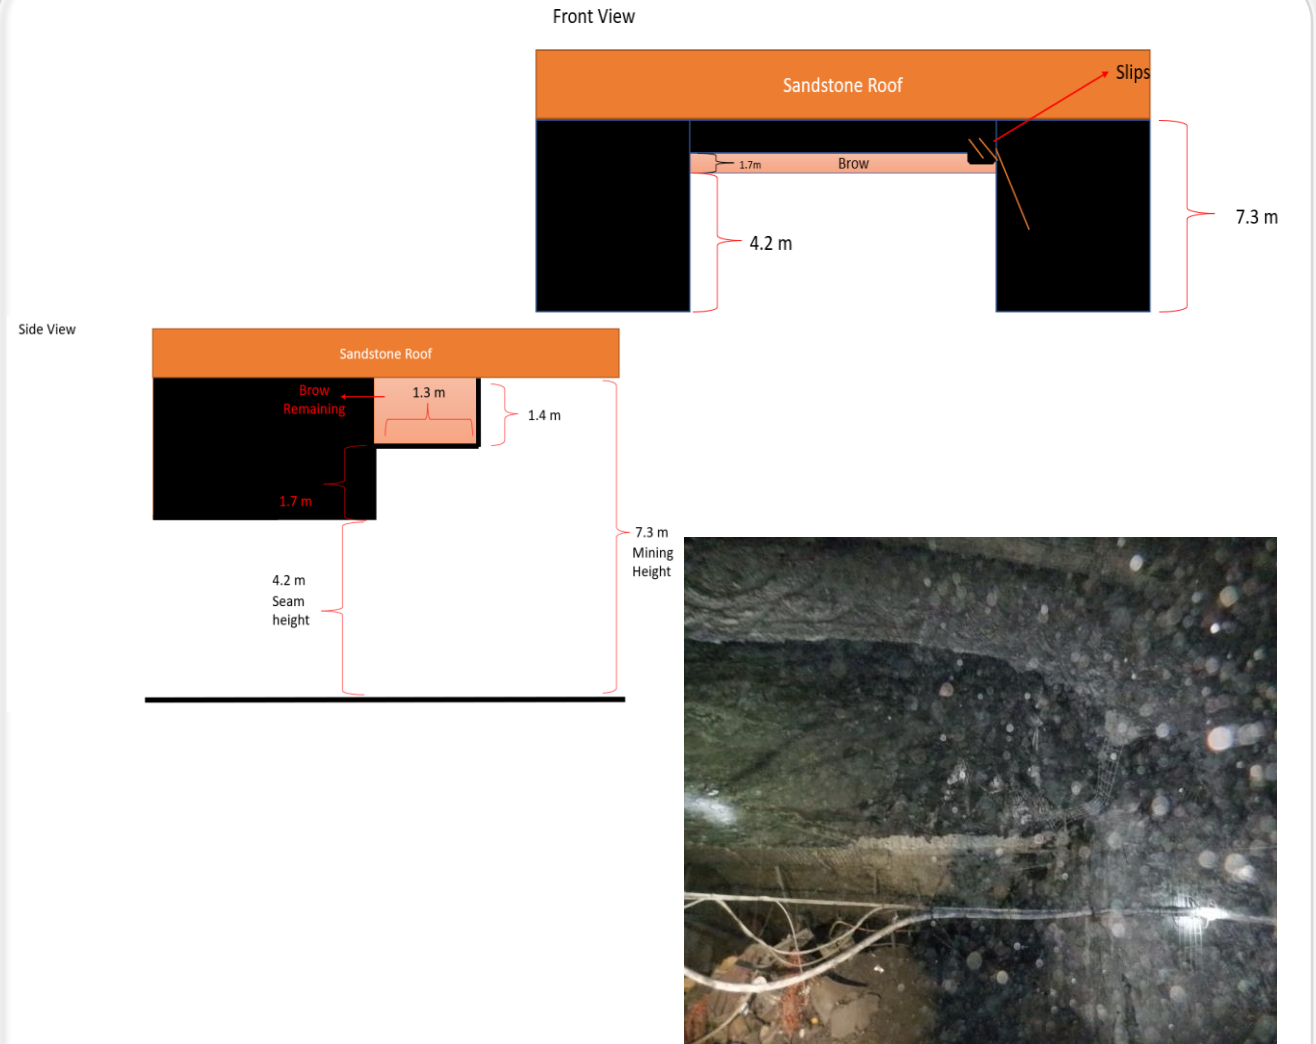 Front View
Sandstone Roof
Slips
1.7m
Brow
4.2 m
7.3 m
Side View
Sandstone Roof
Brow
Remaining
1.3 m
1.4 m
1.7 m
7.3 m
Mining
Height
4.2 m
Seam
height